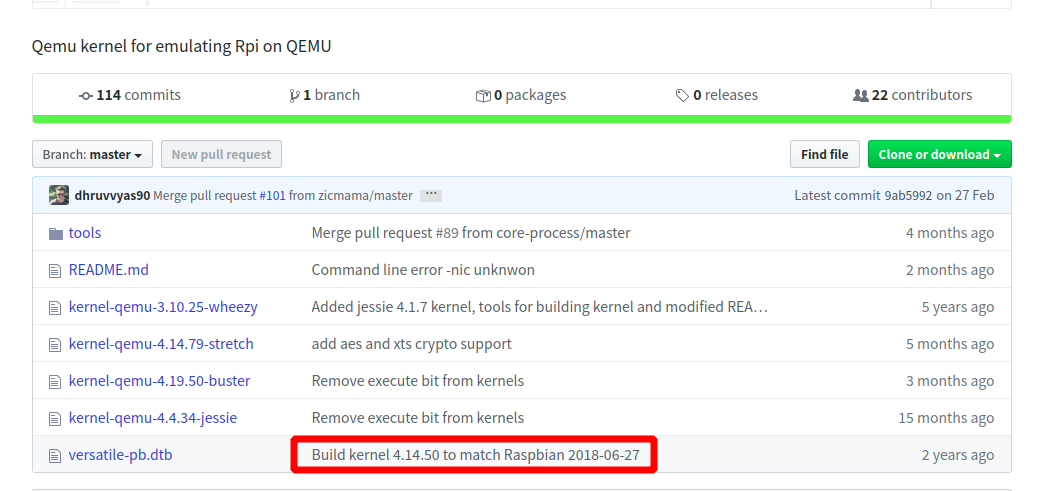 Qemu kernel for emulating Rpi on QEMU
114 commits 1 branch 0 packages 0 releases 22 contributors
Branch: master New pull request Find file Clone or download
dhruvvyas90 Merge pull request #101 from zicmama/master ... Latest commit 9ab5992 on 27 Feb
tools Merge pull request #89 from core-process/master 4 months ago
README.md Command line error -nic unknwon 2 months ago
kernel-qemu-3.10.25-wheezy Added jessie 4.1.7 kernel, tools for building kernel and modified REA… 5 years ago
kernel-qemu-4.14.79-stretch add aes and xts crypto support 5 months ago
kernel-qemu-4.19.50-buster Remove execute bit from kernels 3 months ago
kernel-qemu-4.4.34-jessie Remove execute bit from kernels 15 months ago
versatile-pb.dtb Build kernel 4.14.50 to match Raspbian 2018-06-27 2 years ago